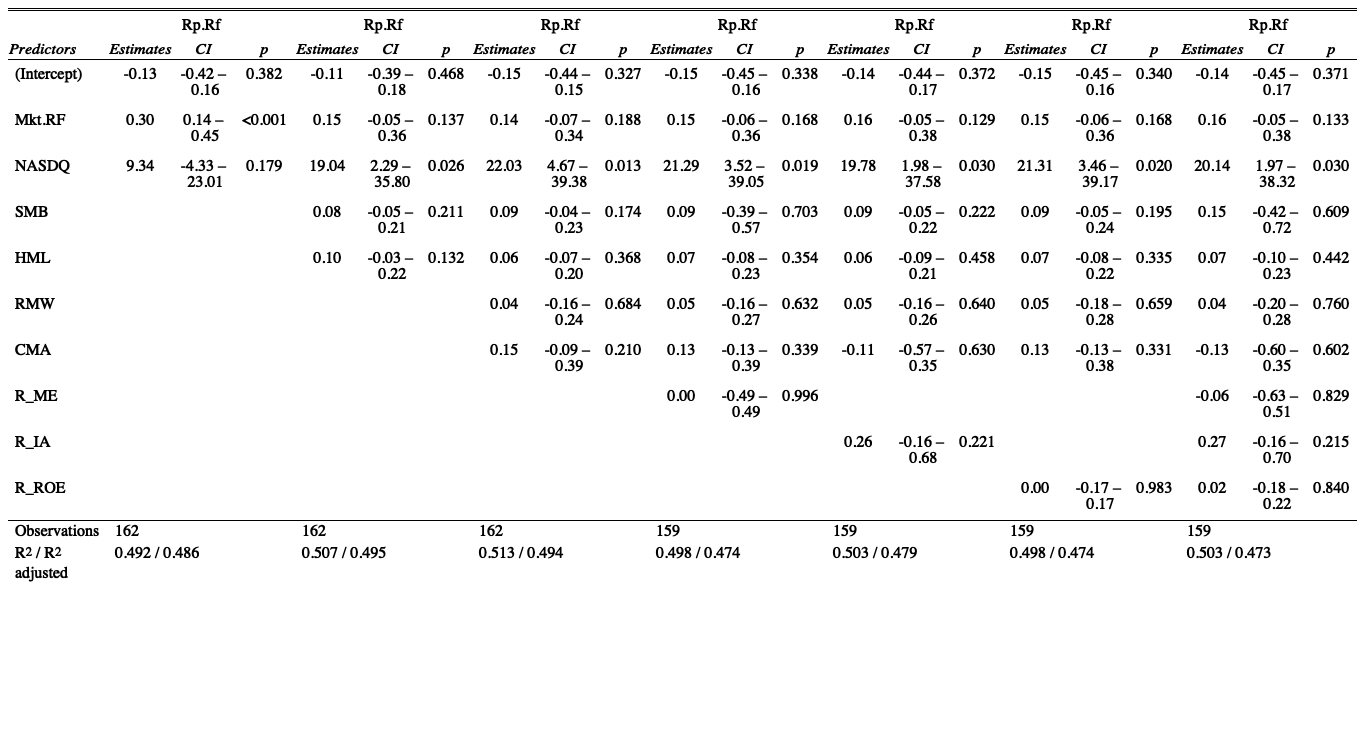 Rp.Rf Rp.Rf Rp.Rf Rp.Rf Rp.Rf Rp.Rf Rp.Rf
Predictors Estimates CI p Estimates CI p Estimates CI p Estimates CI p Estimates CI p Estimates CI p Estimates CI p
(Intercept) -0.13 -0.42 – 0.382 -0.11 -0.39 – 0.468 -0.15 -0.44 – 0.327 -0.15 -0.45 – 0.338 -0.14 -0.44 – 0.372 -0.15 -0.45 – 0.340 -0.14 -0.45 – 0.371
0.16 0.18 0.15 0.16 0.17 0.16 0.17
Mkt.RF 0.30 0.14 – <0.001 0.15 -0.05 – 0.137 0.14 -0.07 – 0.188 0.15 -0.06 – 0.168 0.16 -0.05 – 0.129 0.15 -0.06 – 0.168 0.16 -0.05 – 0.133
0.45 0.36 0.34 0.36 0.38 0.36 0.38
NASDQ 9.34 -4.33 – 0.179 19.04 2.29 – 0.026 22.03 4.67 – 0.013 21.29 3.52 – 0.019 19.78 1.98 – 0.030 21.31 3.46 – 0.020 20.14 1.97 – 0.030
23.01 35.80 39.38 39.05 37.58 39.17 38.32
SMB 0.08 -0.05 – 0.211 0.09 -0.04 – 0.174 0.09 -0.39 – 0.703 0.09 -0.05 – 0.222 0.09 -0.05 – 0.195 0.15 -0.42 – 0.609
0.21 0.23 0.57 0.22 0.24 0.72
HML 0.10 -0.03 – 0.132 0.06 -0.07 – 0.368 0.07 -0.08 – 0.354 0.06 -0.09 – 0.458 0.07 -0.08 – 0.335 0.07 -0.10 – 0.442
0.22 0.20 0.23 0.21 0.22 0.23
RMW 0.04 -0.16 – 0.684 0.05 -0.16 – 0.632 0.05 -0.16 – 0.640 0.05 -0.18 – 0.659 0.04 -0.20 – 0.760
0.24 0.27 0.26 0.28 0.28
CMA 0.15 -0.09 – 0.210 0.13 -0.13 – 0.339 -0.11 -0.57 – 0.630 0.13 -0.13 – 0.331 -0.13 -0.60 – 0.602
0.39 0.39 0.35 0.38 0.35
R_ME 0.00 -0.49 – 0.996 -0.06 -0.63 – 0.829
0.49 0.51
R_IA 0.26 -0.16 – 0.221 0.27 -0.16 – 0.215
0.68 0.70
R_ROE 0.00 -0.17 – 0.983 0.02 -0.18 – 0.840
0.17 0.22
Observations 162 162 162 159 159 159 159
R2 / R2 0.492 / 0.486 0.507 / 0.495 0.513 / 0.494 0.498 / 0.474 0.503 / 0.479 0.498 / 0.474 0.503 / 0.473
adjusted